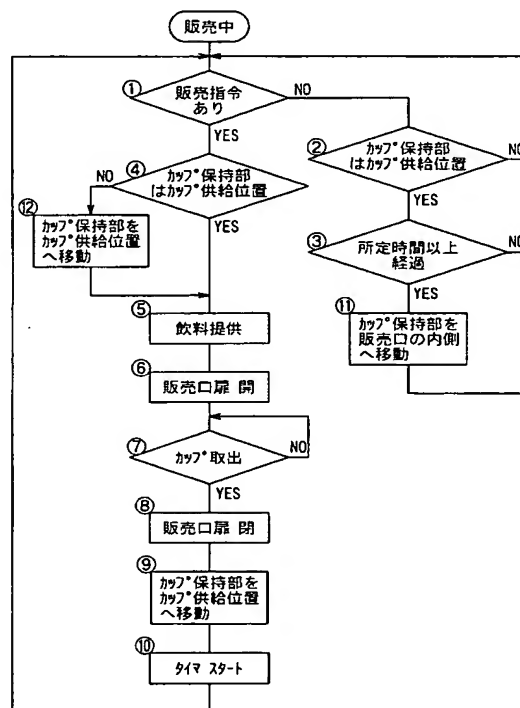 販売中
①
販売指令
あり
NO
YES
②
カップ保持部
はカップ供給位置
NO
YES
④
カップ保持部
はカップ供給位置
NO
YES
③
所定時間以上
経過
NO
YES
⑫
カップ保持部を
カップ供給位置
へ移動
⑤
飲料提供
⑪
カップ保持部を
販売口の内側
へ移動
⑥
販売口扉 開
⑦
カップ取出
NO
YES
⑧
販売口扉 閉
⑨
カップ保持部を
カップ供給位置
へ移動
⑩
タイマ スタート